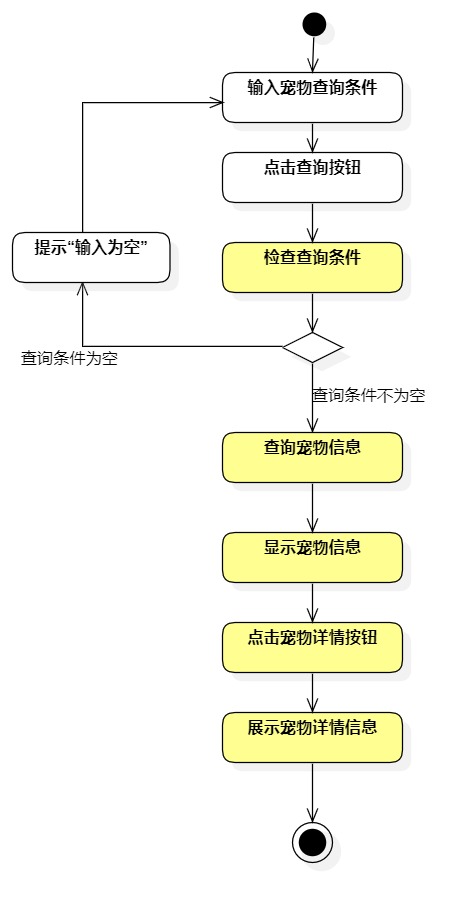 输入宠物查询条件
点击查询按钮
提示“输入为空”
检查查询条件
查询条件为空
查询条件不为空
查询宠物信息
显示宠物信息
点击宠物详情按钮
展示宠物详情信息